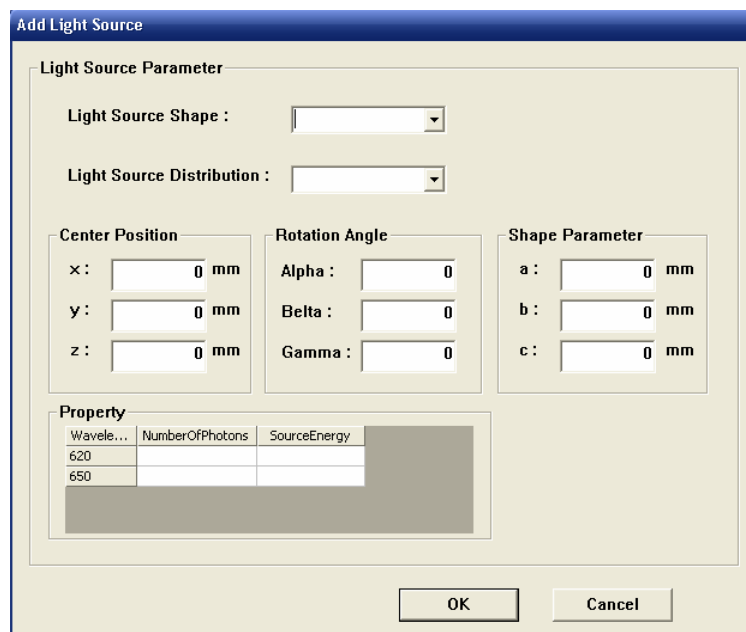 Add Light Source
Light Source Parameter
Light Source Shape :
Light Source Distribution :
Center Position
x : 0 mm
y : 0 mm
z : 0 mm
Rotation Angle
Alpha : 0
Belta : 0
Gamma : 0
Shape Parameter
a : 0 mm
b : 0 mm
c : 0 mm
Property
Wavele... NumberOfPhotons SourceEnergy
620
650
OK Cancel